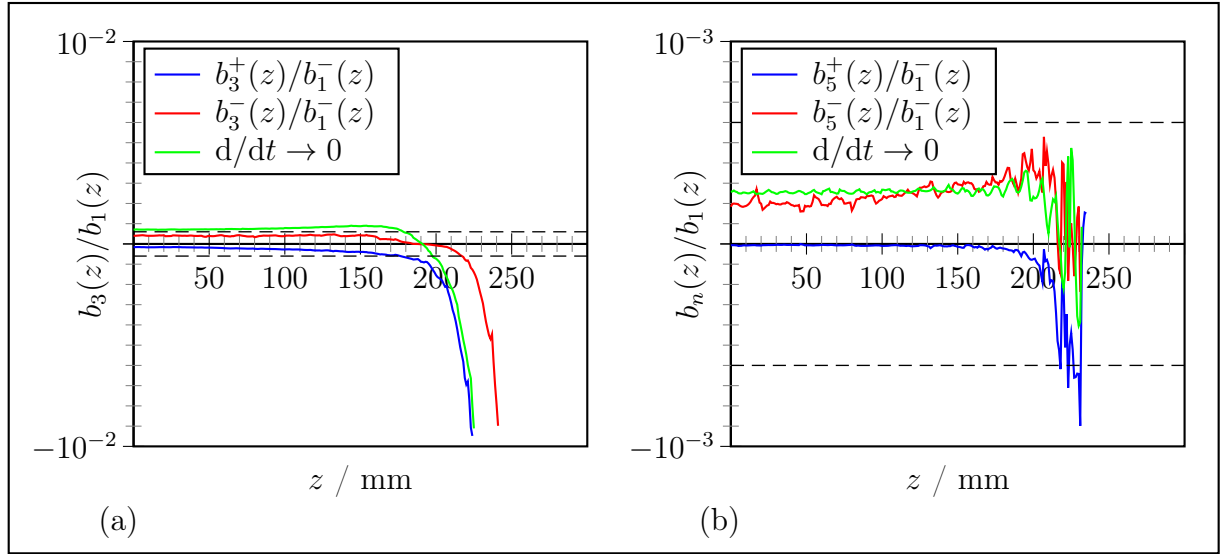 10^{-2}
b_3^+(z)/b_1^-(z)
b_3^-(z)/b_1^-(z)
d/dt → 0
b_3(z)/b_1(z)
50 100 150 200 250
−10^{-2}
z / mm
(a)
10^{-3}
b_5^+(z)/b_1^-(z)
b_5^-(z)/b_1^-(z)
d/dt → 0
b_n(z)/b_1(z)
50 100 150 200 250
−10^{-3}
z / mm
(b)